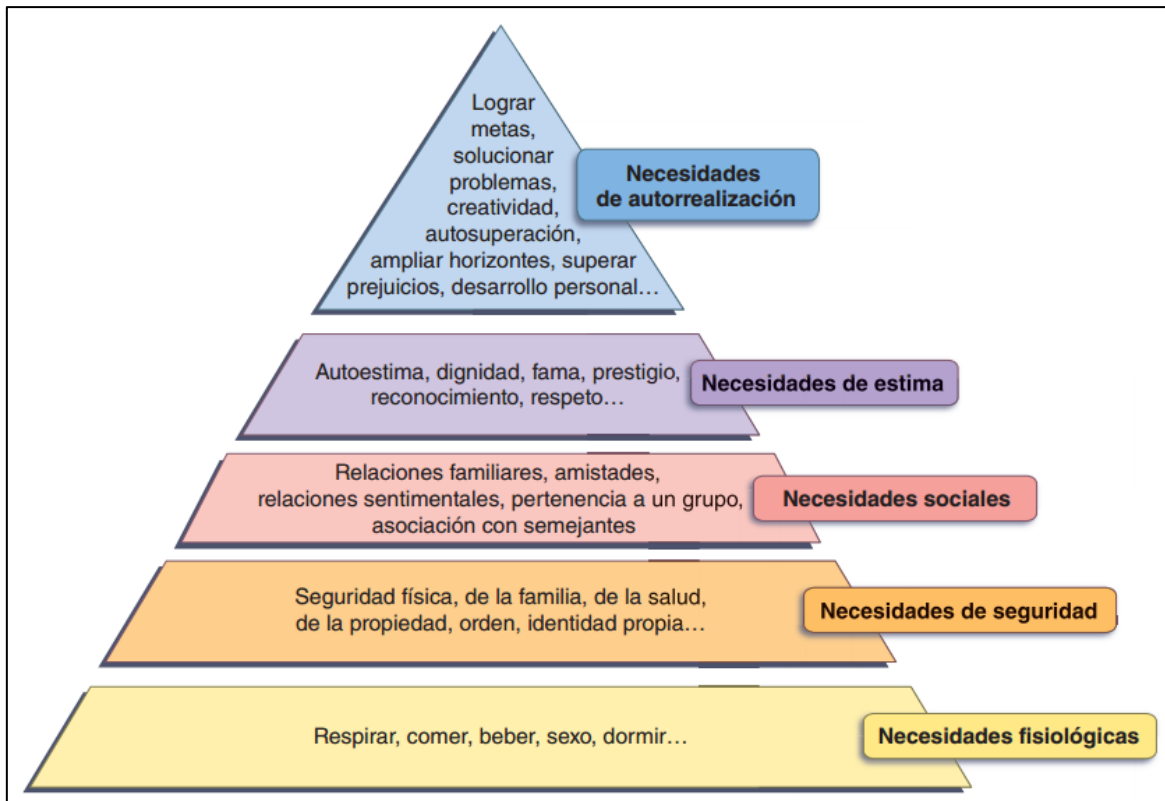 Lograr
metas,
solucionar
problemas,
creatividad,
autosuperación,
ampliar horizontes, superar
prejuicios, desarrollo personal…
Necesidades
de autorrealización
Autoestima, dignidad, fama, prestigio,
reconocimiento, respeto…
Necesidades de estima
Relaciones familiares, amistades,
relaciones sentimentales, pertenencia a un grupo,
asociación con semejantes
Necesidades sociales
Seguridad física, de la familia, de la salud,
de la propiedad, orden, identidad propia…
Necesidades de seguridad
Respirar, comer, beber, sexo, dormir…
Necesidades fisiológicas